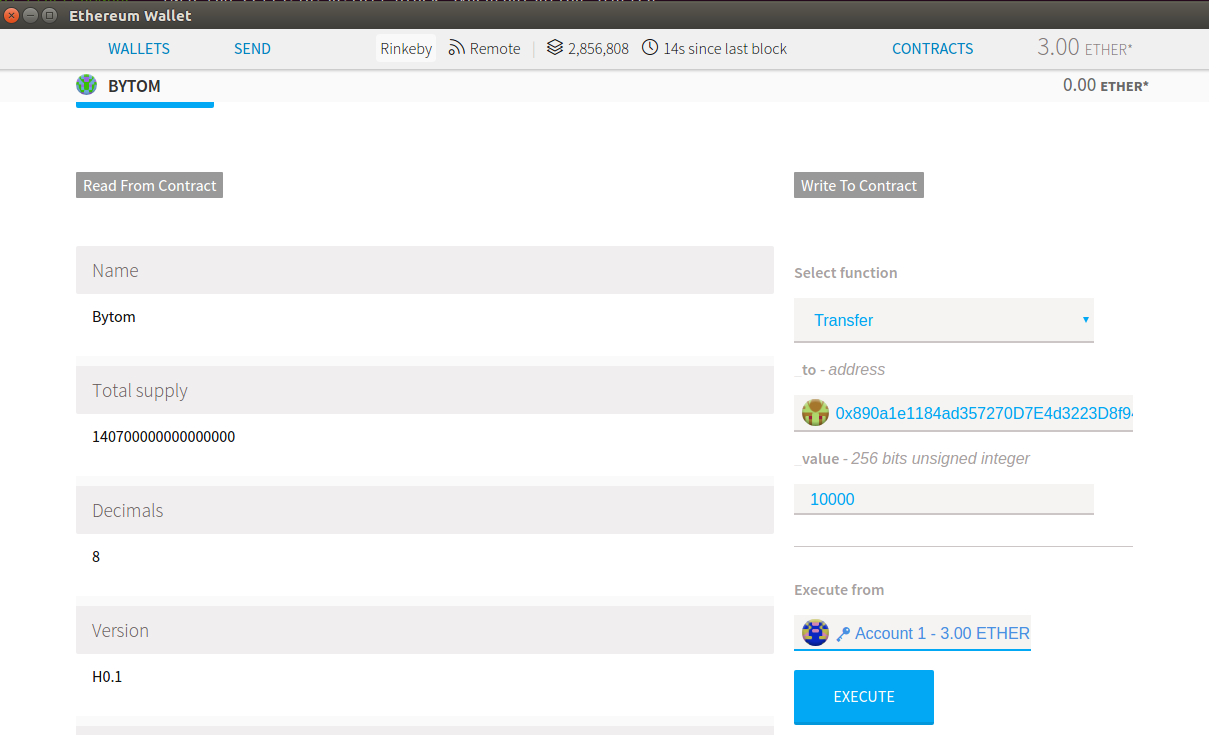 Ethereum Wallet
WALLETS SEND Rinkeby Remote 2,856,808 14s since last block CONTRACTS 3.00 ETHER*
BYTOM 0.00 ETHER*
Read From Contract
Name
Bytom
Total supply
140700000000000000
Decimals
8
Version
H0.1
Write To Contract
Select function
Transfer
_to - address
0x890a1e1184ad357270D7E4d3223D8f94
_value - 256 bits unsigned integer
10000
Execute from
Account 1 - 3.00 ETHER
EXECUTE